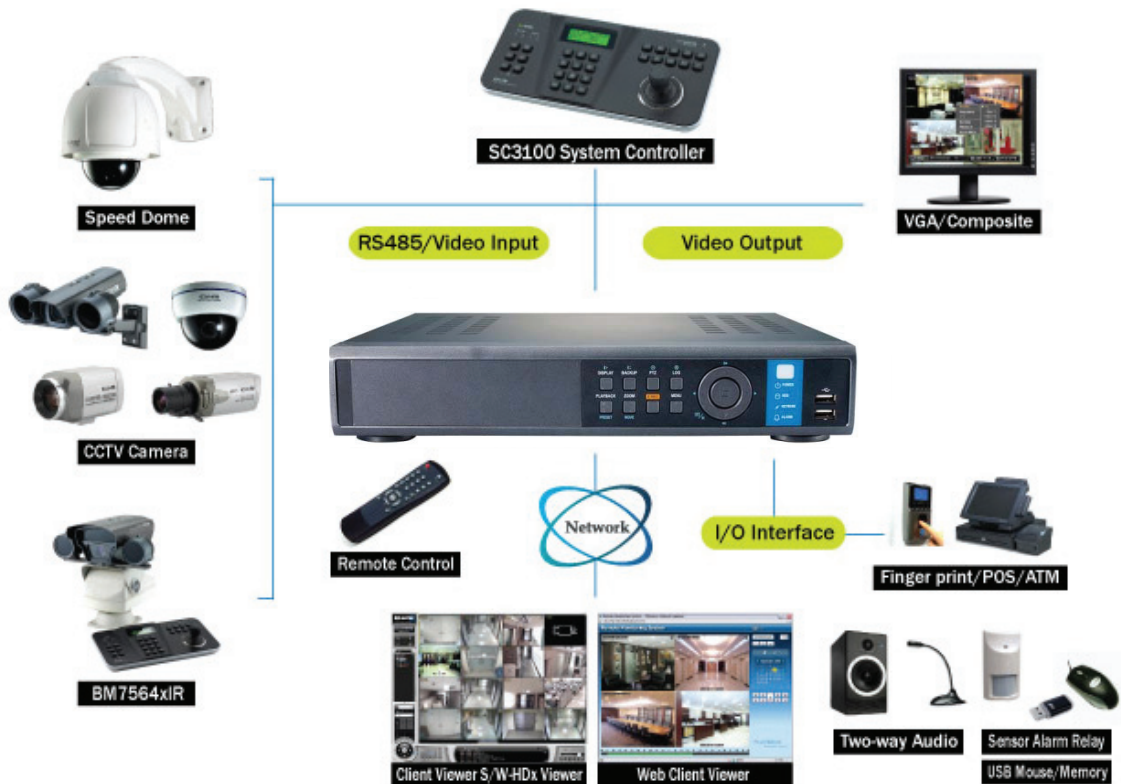 SC3100 System Controller
Speed Dome
VGA/Composite
RS485/Video Input
Video Output
CCTV Camera
DISPLAY BACKUP PTZ LOG
PLAYBACK ZOOM MENU
PRESET
POWER
HDD
NETWORK
ALARM
Remote Control
Network
I/O Interface
Finger print/POS/ATM
BM7564xIR
Client Viewer S/W-HDx Viewer
Web Client Viewer
Two-way Audio
Sensor Alarm Relay
USB Mouse/Memory